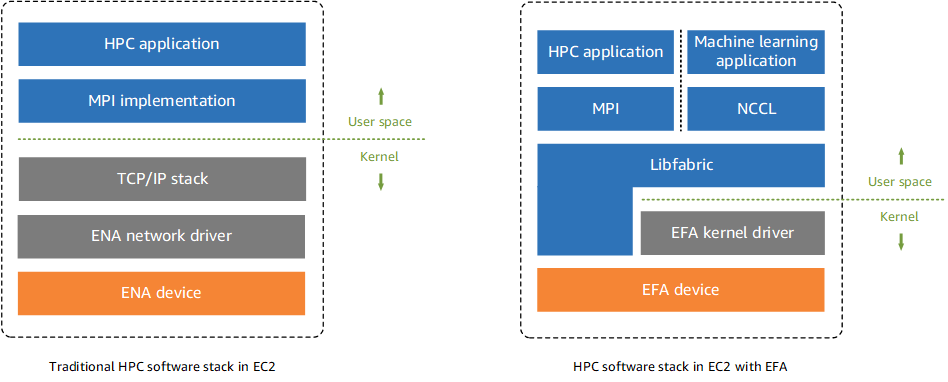 HPC application
MPI implementation
User space
Kernel
TCP/IP stack
ENA network driver
ENA device
Traditional HPC software stack in EC2
HPC application
Machine learning
application
MPI
NCCL
Libfabric
User space
Kernel
EFA kernel driver
EFA device
HPC software stack in EC2 with EFA